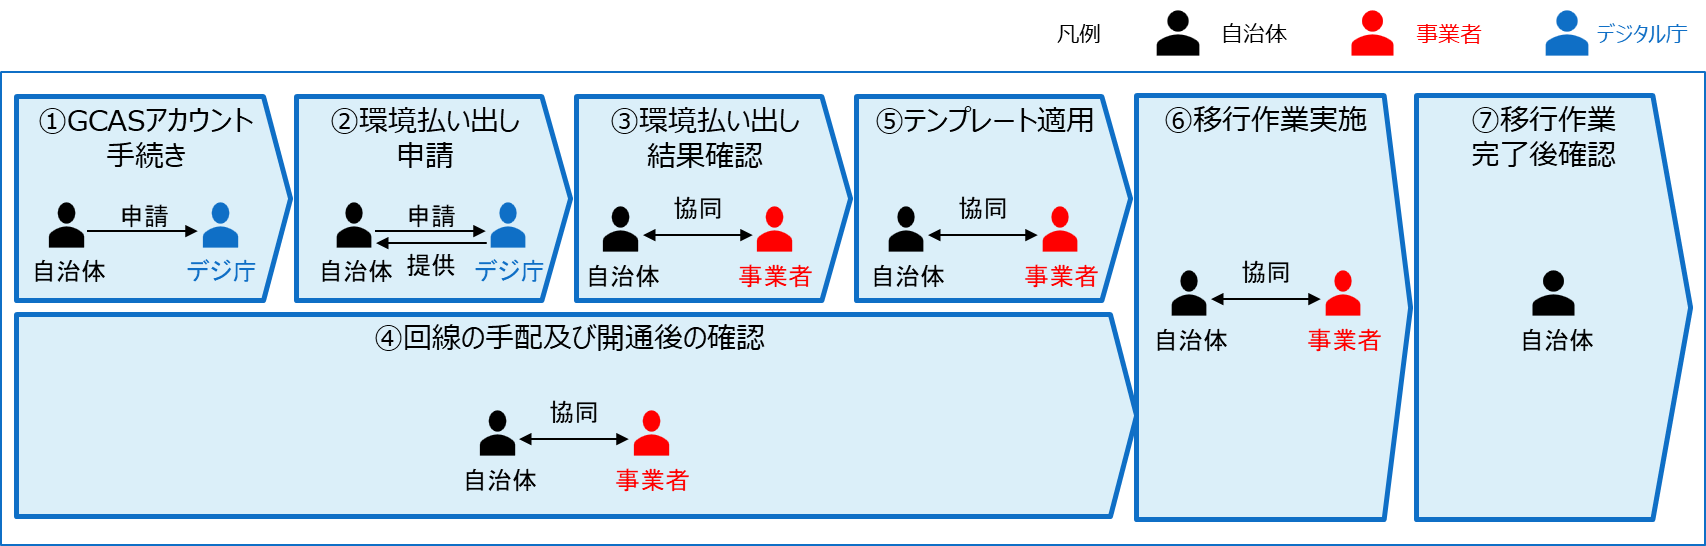 凡例
自治体
事業者
デジタル庁
①GCASアカウント
手続き
申請
自治体
デジ庁
②環境払い出し
申請
申請
提供
自治体
デジ庁
③環境払い出し
結果確認
協同
自治体
事業者
⑤テンプレート適用
協同
自治体
事業者
④回線の手配及び開通後の確認
協同
自治体
事業者
⑥移行作業実施
協同
自治体
事業者
⑦移行作業
完了後確認
自治体